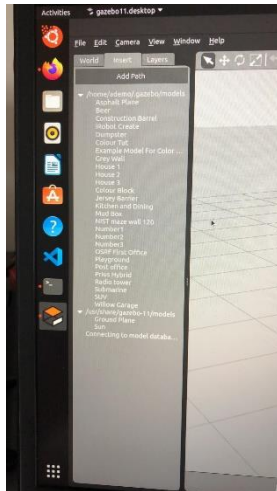 Activities
gazebo11.desktop
File Edit Camera View Window Help
World Insert Layers
Add Path
/home/ademo/.gazebo/models
Asphalt Plane
Beer
Construction Barrel
iRobot Create
Dumpster
Colour Tut
Example Model For Color ...
Grey Wall
House 1
House 2
House 3
Colour Block
Jersey Barrier
Kitchen and Dining
Mud Box
NIST maze wall 120
Number1
Number2
Number3
OSRF First Office
Playground
Post office
Prius Hybrid
Radio tower
Submarine
SUV
Willow Garage
/usr/share/gazebo-11/models
Ground Plane
Sun
Connecting to model databa...